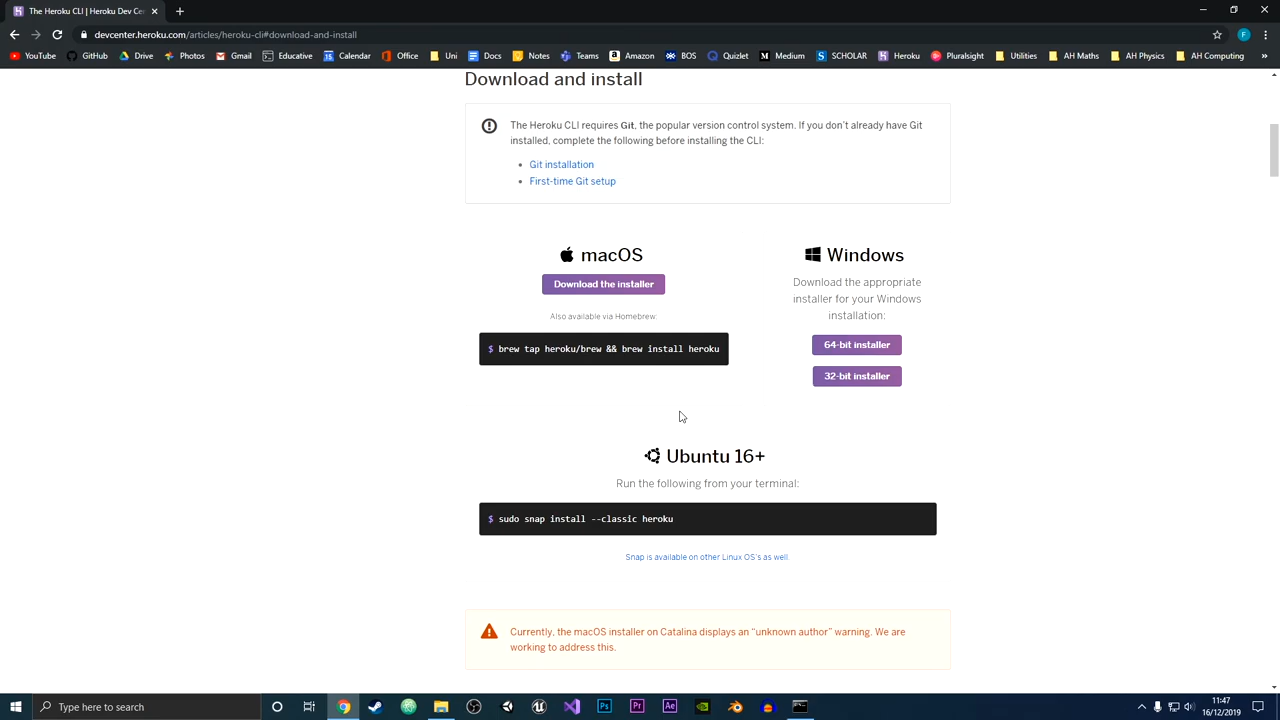 The Heroku CLI | Heroku Dev Cen
devcenter.heroku.com/articles/heroku-cli#download-and-install
F
YouTube GitHub Drive Photos Gmail Educative Calendar Office Uni Docs Notes Teams Amazon BOS Quizlet Medium SCHOLAR Heroku Pluralsight Utilities AH Maths AH Physics AH Computing »
Download and install
The Heroku CLI requires Git, the popular version control system. If you don't already have Git
installed, complete the following before installing the CLI:
• Git installation
• First-time Git setup
macOS
Download the installer
Also available via Homebrew:
$ brew tap heroku/brew && brew install heroku
Windows
Download the appropriate
installer for your Windows
installation:
64-bit installer
32-bit installer
Ubuntu 16+
Run the following from your terminal:
$ sudo snap install --classic heroku
Snap is available on other Linux OS's as well.
Currently, the macOS installer on Catalina displays an "unknown author" warning. We are
working to address this.
Type here to search
Ps Pr Ae
11:47
16/12/2019